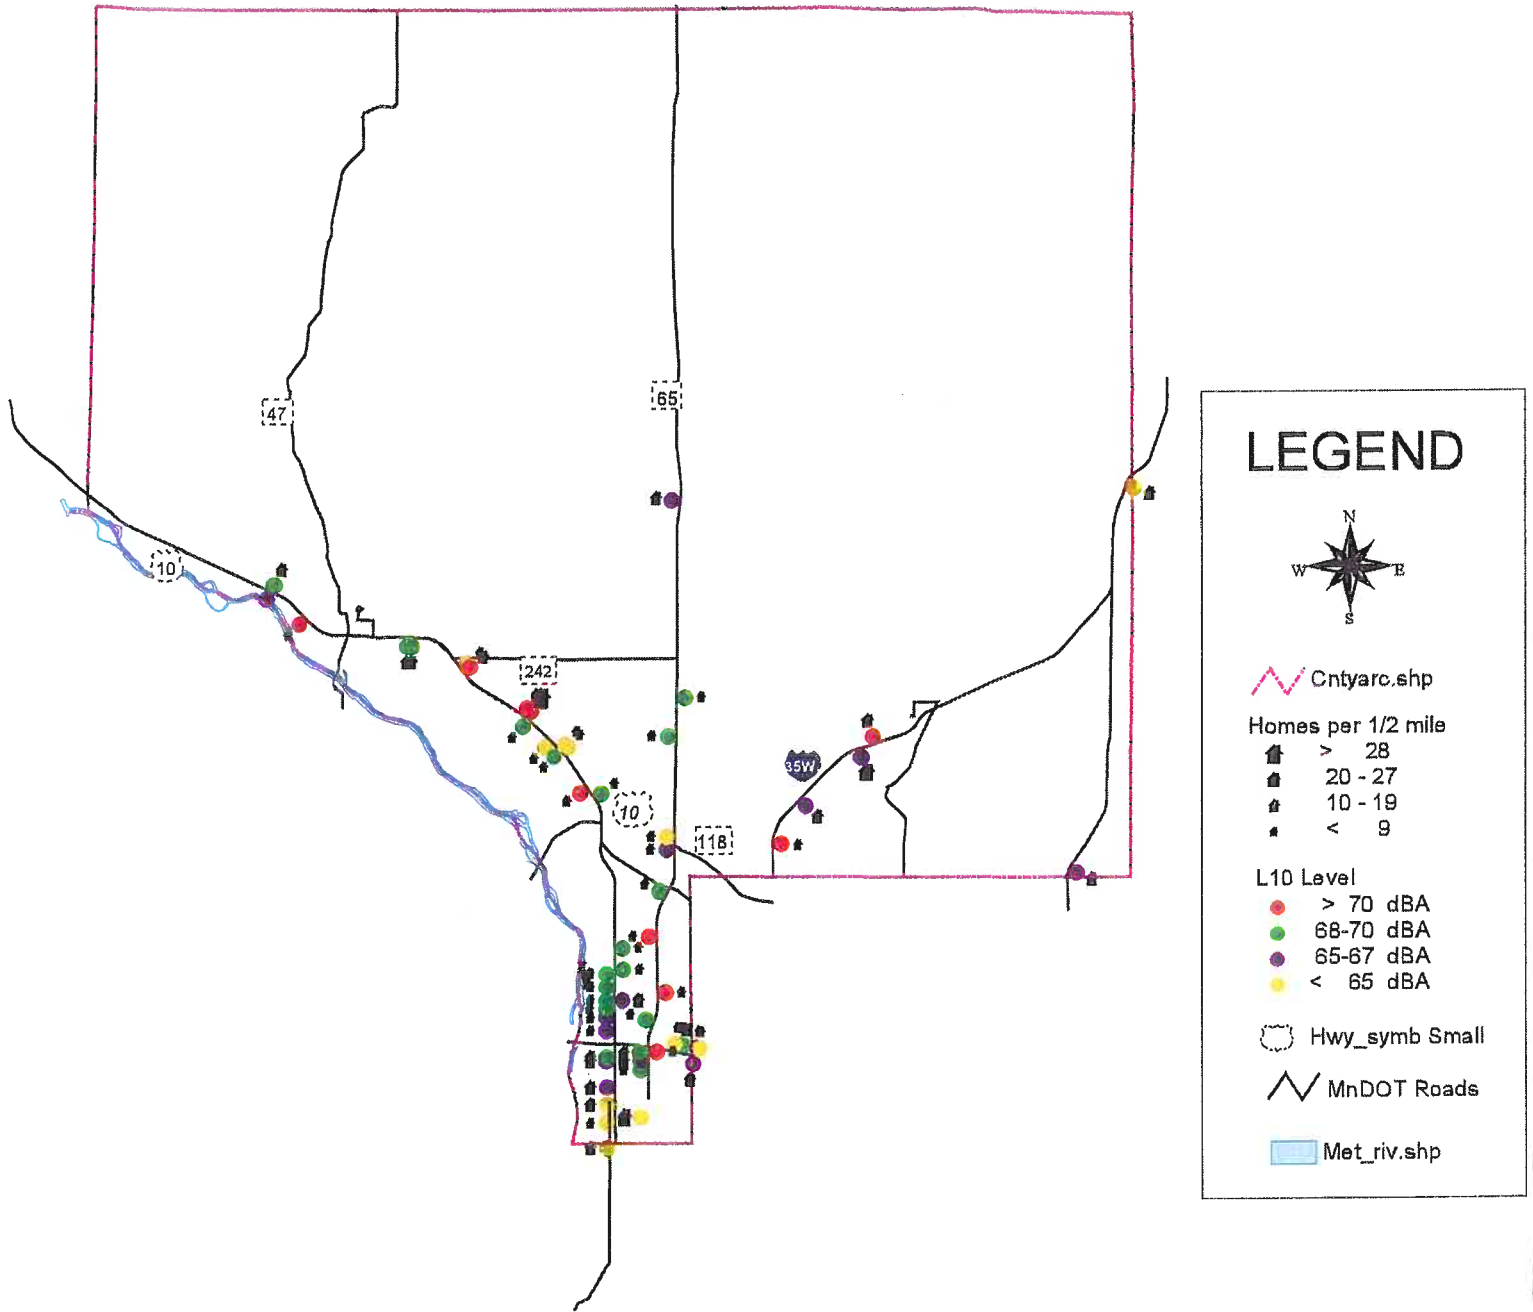 47
65
10
242
35W
10
118
LEGEND
N
W E
S
Cntyarc.shp
Homes per 1/2 mile
> 28
20 - 27
10 - 19
< 9
L10 Level
> 70 dBA
68-70 dBA
65-67 dBA
< 65 dBA
Hwy_symb Small
MnDOT Roads
Met_riv.shp